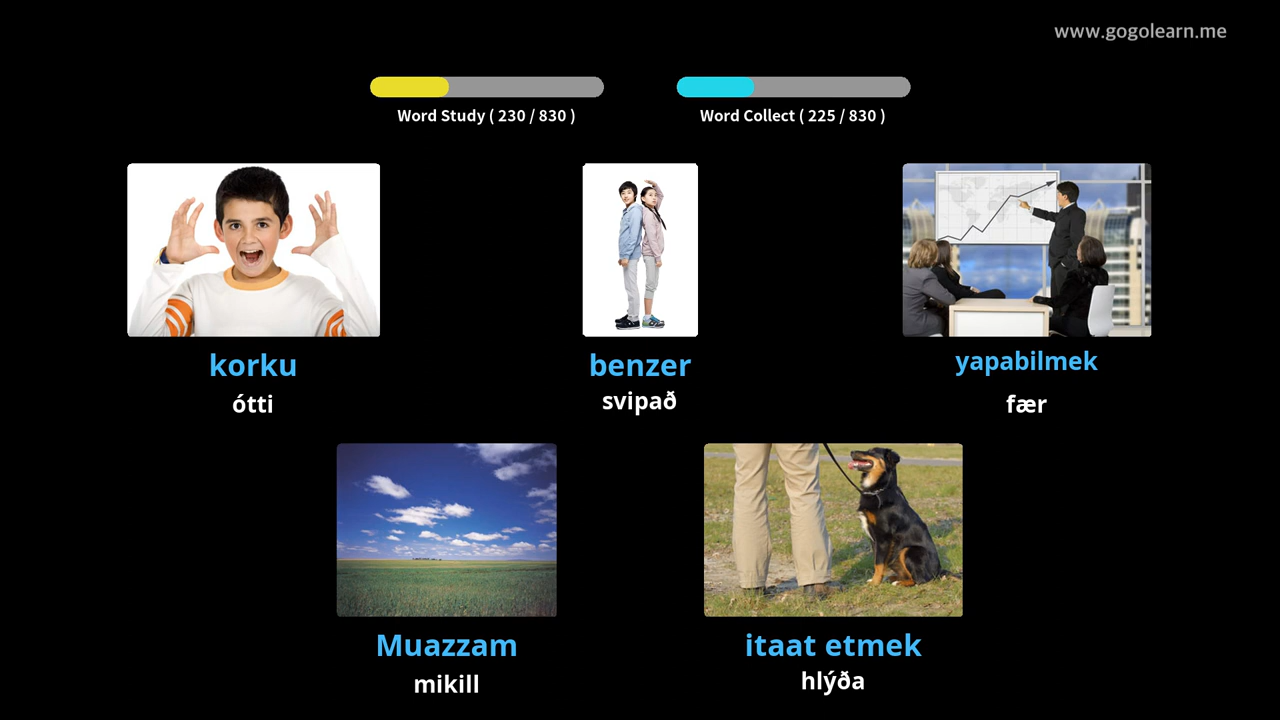 www.gogolearn.me
Word Study ( 230 / 830 )
Word Collect ( 225 / 830 )
korku
ótti
benzer
svipað
yapabilmek
fær
Muazzam
mikill
itaat etmek
hlýða